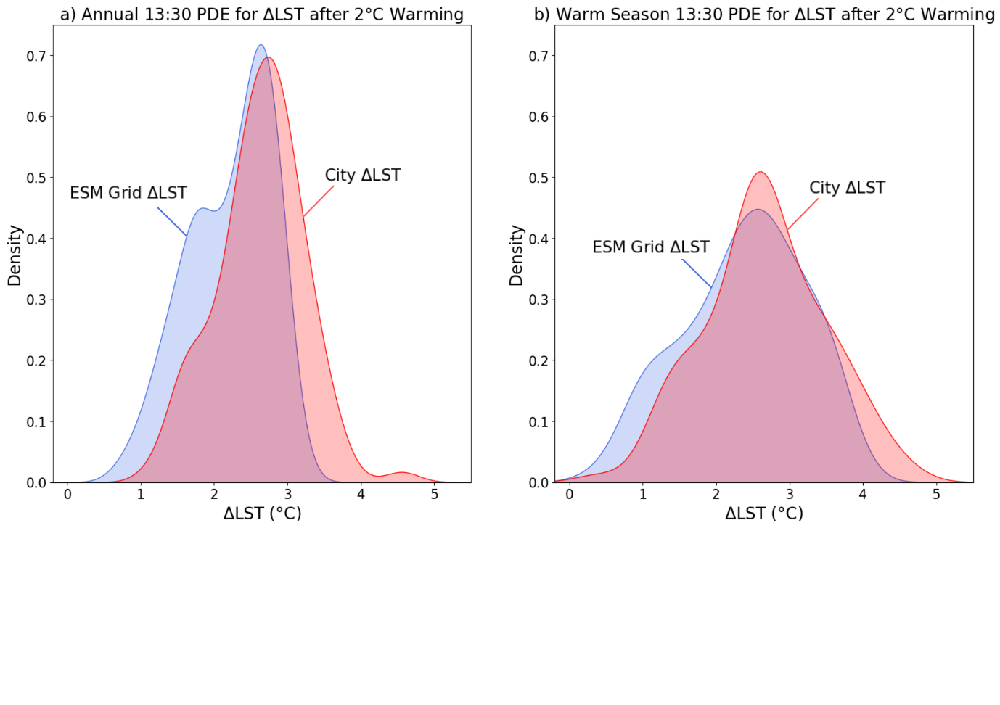 a) Annual 13:30 PDE for ΔLST after 2°C Warming
0.7
0.6
0.5
0.4
0.3
0.2
0.1
0.0
Density
ESM Grid ΔLST
City ΔLST
0 1 2 3 4 5
ΔLST (°C)
b) Warm Season 13:30 PDE for ΔLST after 2°C Warming
0.7
0.6
0.5
0.4
0.3
0.2
0.1
0.0
Density
City ΔLST
ESM Grid ΔLST
0 1 2 3 4 5
ΔLST (°C)